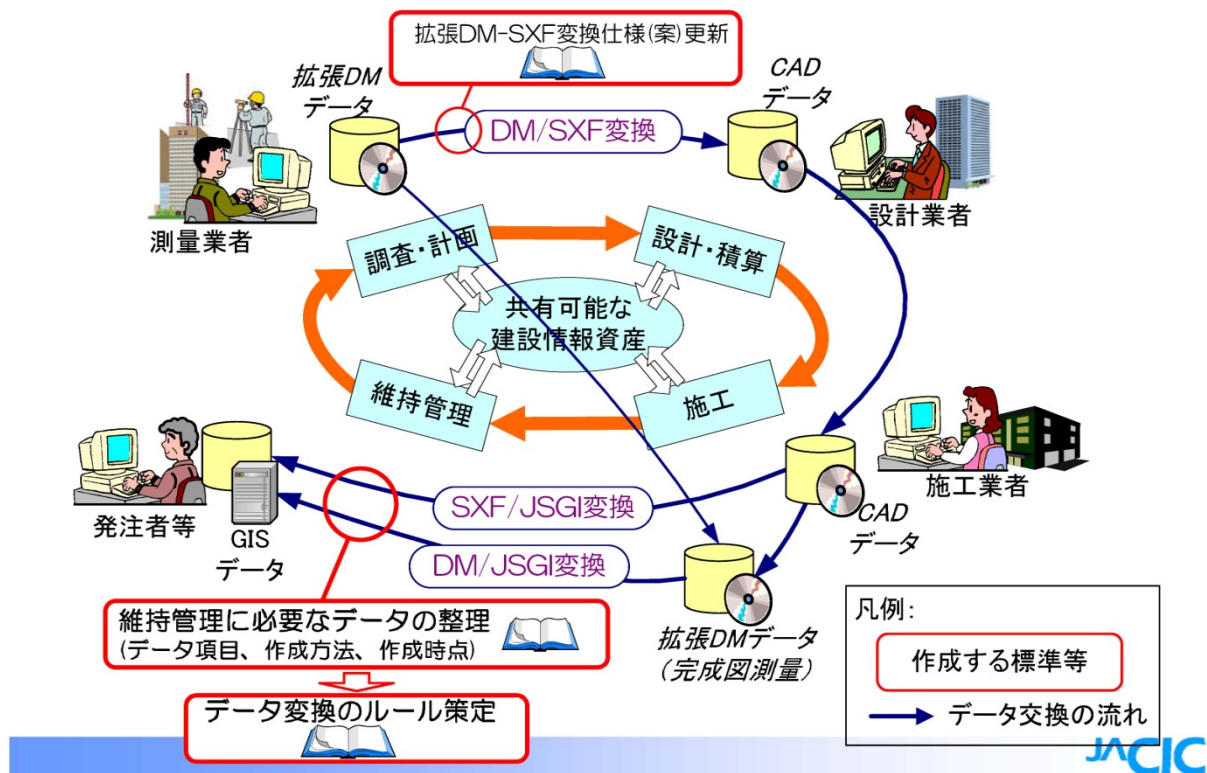 拡張DM-SXF変換仕様(案)更新
拡張DM
データ
CAD
データ
DM/SXF変換
測量業者
設計業者
調査・計画
設計・積算
共有可能な
建設情報資産
維持管理
施工
発注者等
GIS
データ
SXF/JSGI変換
DM/JSGI変換
CAD
データ
施工業者
拡張DMデータ
(完成図測量)
維持管理に必要なデータの整理
(データ項目、作成方法、作成時点)
データ変換のルール策定
凡例:
作成する標準等
データ交換の流れ
JACIC